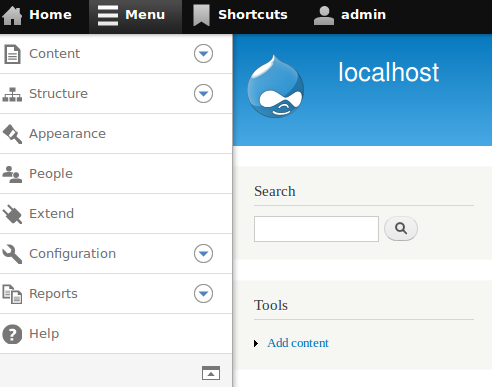 Home Menu Shortcuts admin
Content
Structure
Appearance
People
Extend
Configuration
Reports
Help
localhost
Search
Tools
Add content